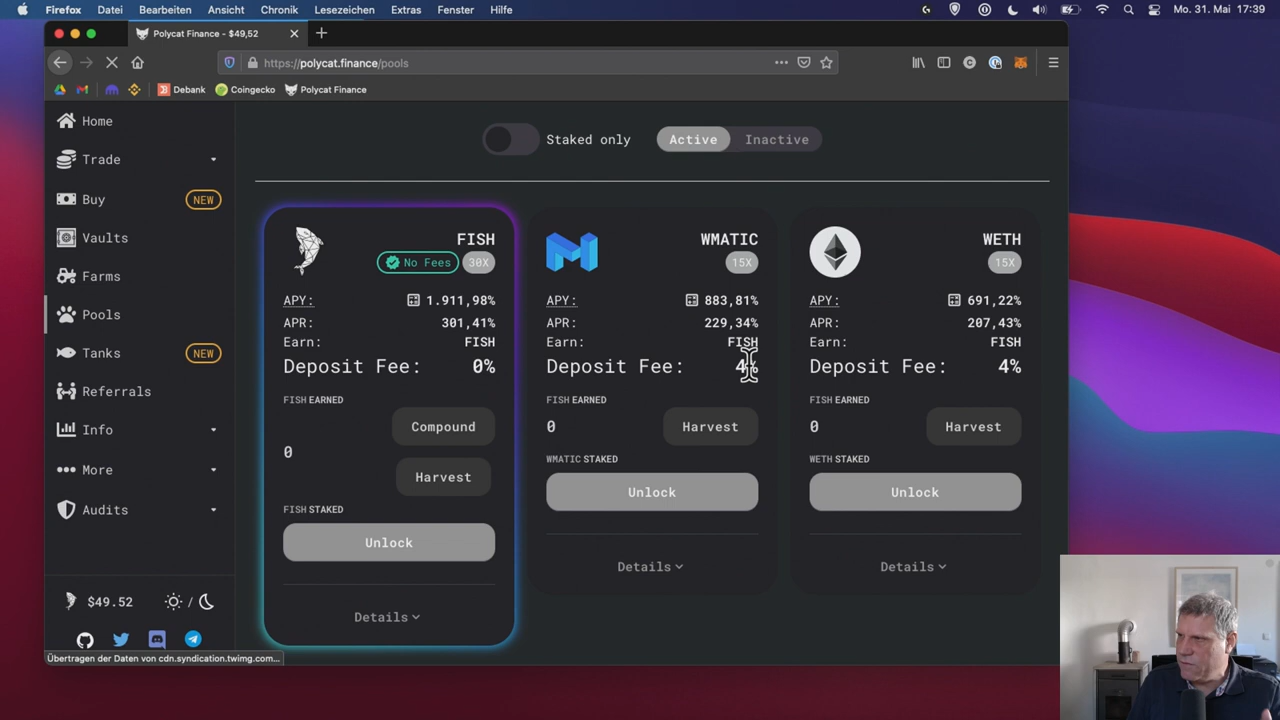 Firefox Datei Bearbeiten Ansicht Chronik Lesezeichen Extras Fenster Hilfe Mo. 31. Mai 17:39
Polycat Finance - $49,52
https://polycat.finance/pools
Debank Coingecko Polycat Finance
Home
Trade
Buy NEW
Vaults
Farms
Pools
Tanks NEW
Referrals
Info
More
Audits
$49.52 /
Übertragen der Daten von cdn.syndication.twimg.com...
Staked only Active Inactive
FISH
No Fees 30X
APY: 1.911,98%
APR: 301,41%
Earn: FISH
Deposit Fee: 0%
FISH EARNED
Compound
0
Harvest
FISH STAKED
Unlock
Details
WMATIC
15X
APY: 883,81%
APR: 229,34%
Earn: FISH
Deposit Fee: 4%
FISH EARNED
0 Harvest
WMATIC STAKED
Unlock
Details
WETH
15X
APY: 691,22%
APR: 207,43%
Earn: FISH
Deposit Fee: 4%
FISH EARNED
0 Harvest
WETH STAKED
Unlock
Details